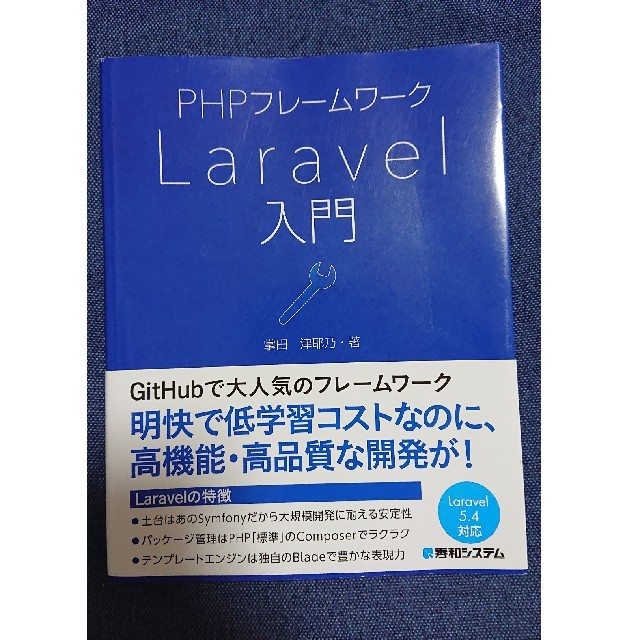 PHPフレームワーク
Laravel
入門
掌田 津耶乃・著
GitHubで大人気のフレームワーク
明快で低学習コストなのに、
高機能・高品質な開発が!
Laravelの特徴
●土台はあのSymfonyだから大規模開発に耐える安定性
●パッケージ管理はPHP「標準」のComposerでラクラク
●テンプレートエンジンは独自のBladeで豊かな表現力
Laravel
5.4
対応
秀和システム